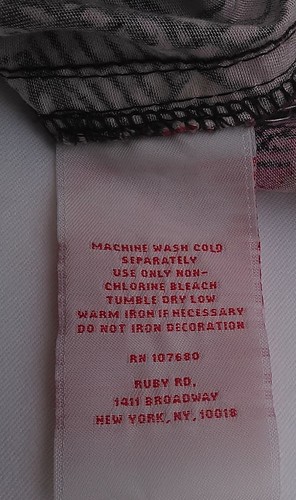 MACHINE WASH COLD
SEPARATELY
USE ONLY NON-
CHLORINE BLEACH
TUMBLE DRY LOW
WARM IRON IF NECESSARY
DO NOT IRON DECORATION
RN 107680
RUBY RD,
1411 BROADWAY
NEW YORK, NY, 10018